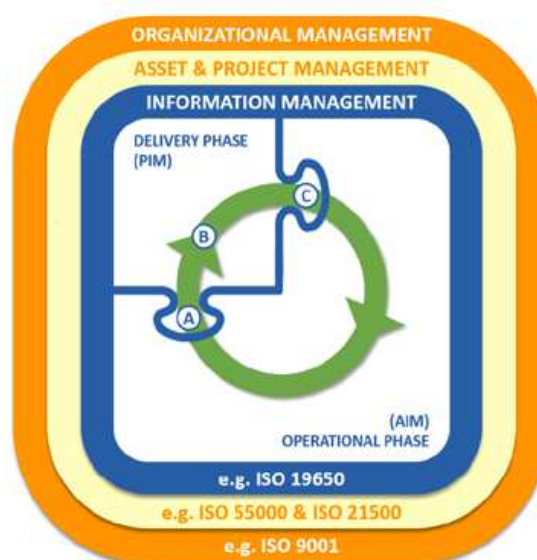 ORGANIZATIONAL MANAGEMENT
ASSET & PROJECT MANAGEMENT
INFORMATION MANAGEMENT
DELIVERY PHASE
(PIM)
C
B
A
(AIM)
OPERATIONAL PHASE
e.g. ISO 19650
e.g. ISO 55000 & ISO 21500
e.g. ISO 9001